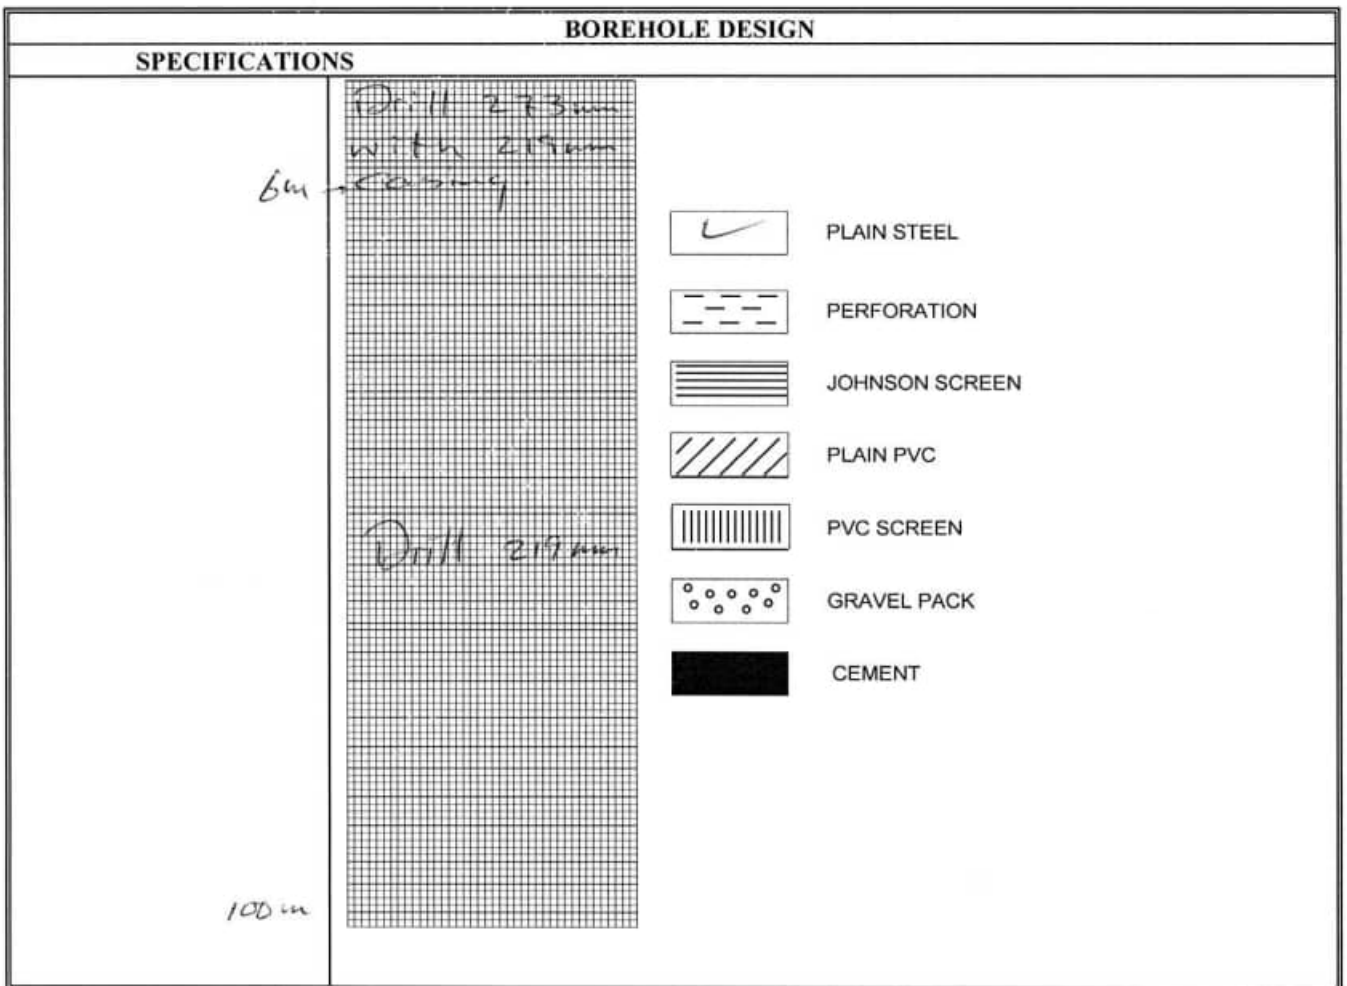 BOREHOLE DESIGN
SPECIFICATIONS
Drill 273mm
with 219mm
6m → casing.
PLAIN STEEL
PERFORATION
JOHNSON SCREEN
PLAIN PVC
Drill 219mm
PVC SCREEN
GRAVEL PACK
CEMENT
100m